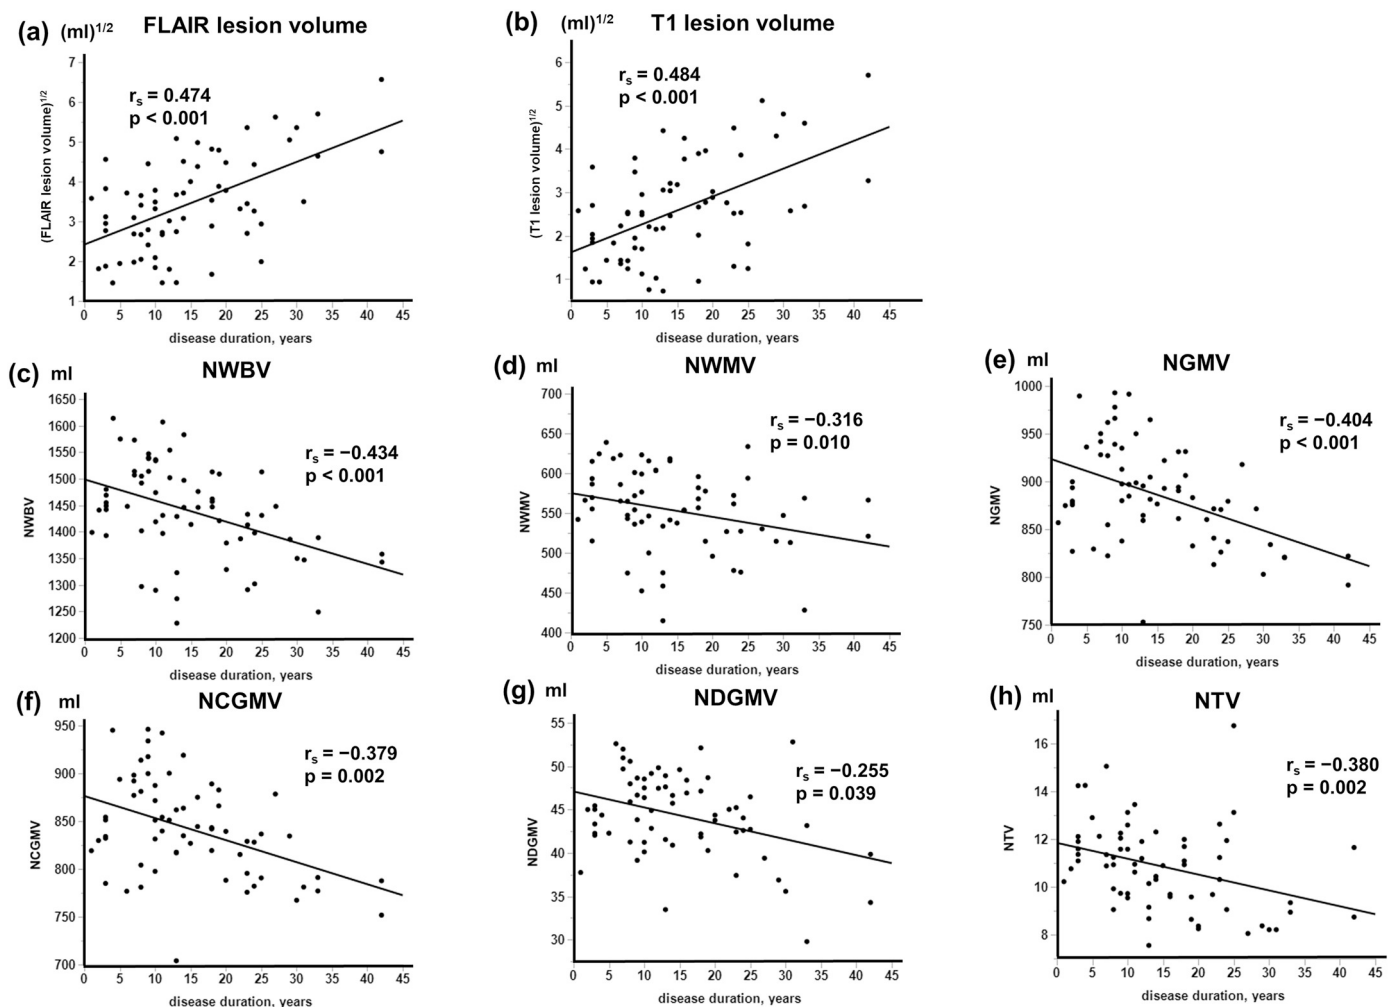 (a) (ml)1/2 FLAIR lesion volume
7
6
5
4
3
2
1
(FLAIR lesion volume)1/2
rs = 0.474
p < 0.001
0 5 10 15 20 25 30 35 40 45
disease duration, years
(b) (ml)1/2 T1 lesion volume
6
5
4
3
2
1
(T1 lesion volume)1/2
rs = 0.484
p < 0.001
0 5 10 15 20 25 30 35 40 45
disease duration, years
(c) ml NWBV
1650
1600
1550
1500
1450
1400
1350
1300
1250
1200
NWBV
rs = −0.434
p < 0.001
0 5 10 15 20 25 30 35 40 45
disease duration, years
(d) ml NWMV
700
650
600
550
500
450
400
NWMV
rs = −0.316
p = 0.010
0 5 10 15 20 25 30 35 40 45
disease duration, years
(e) ml NGMV
1000
950
900
850
800
750
NGMV
rs = −0.404
p < 0.001
0 5 10 15 20 25 30 35 40 45
disease duration, years
(f) ml NCGMV
950
900
850
800
750
700
NCGMV
rs = −0.379
p = 0.002
0 5 10 15 20 25 30 35 40 45
disease duration, years
(g) ml NDGMV
55
50
45
40
35
30
NDGMV
rs = −0.255
p = 0.039
0 5 10 15 20 25 30 35 40 45
disease duration, years
(h) ml NTV
16
14
12
10
8
NTV
rs = −0.380
p = 0.002
0 5 10 15 20 25 30 35 40 45
disease duration, years